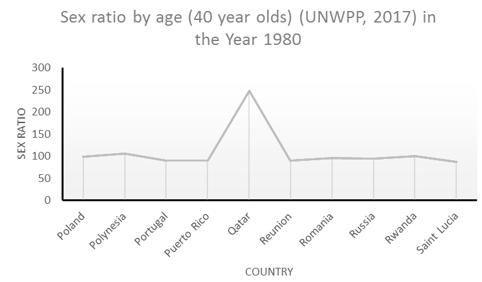 Sex ratio by age (40 year olds) (UNWPP, 2017) in
the Year 1980
300
250
200
150
100
50
0
SEX RATIO
Poland
Polynesia
Portugal
Puerto Rico
Qatar
Reunion
Romania
Russia
Rwanda
Saint Lucia
COUNTRY